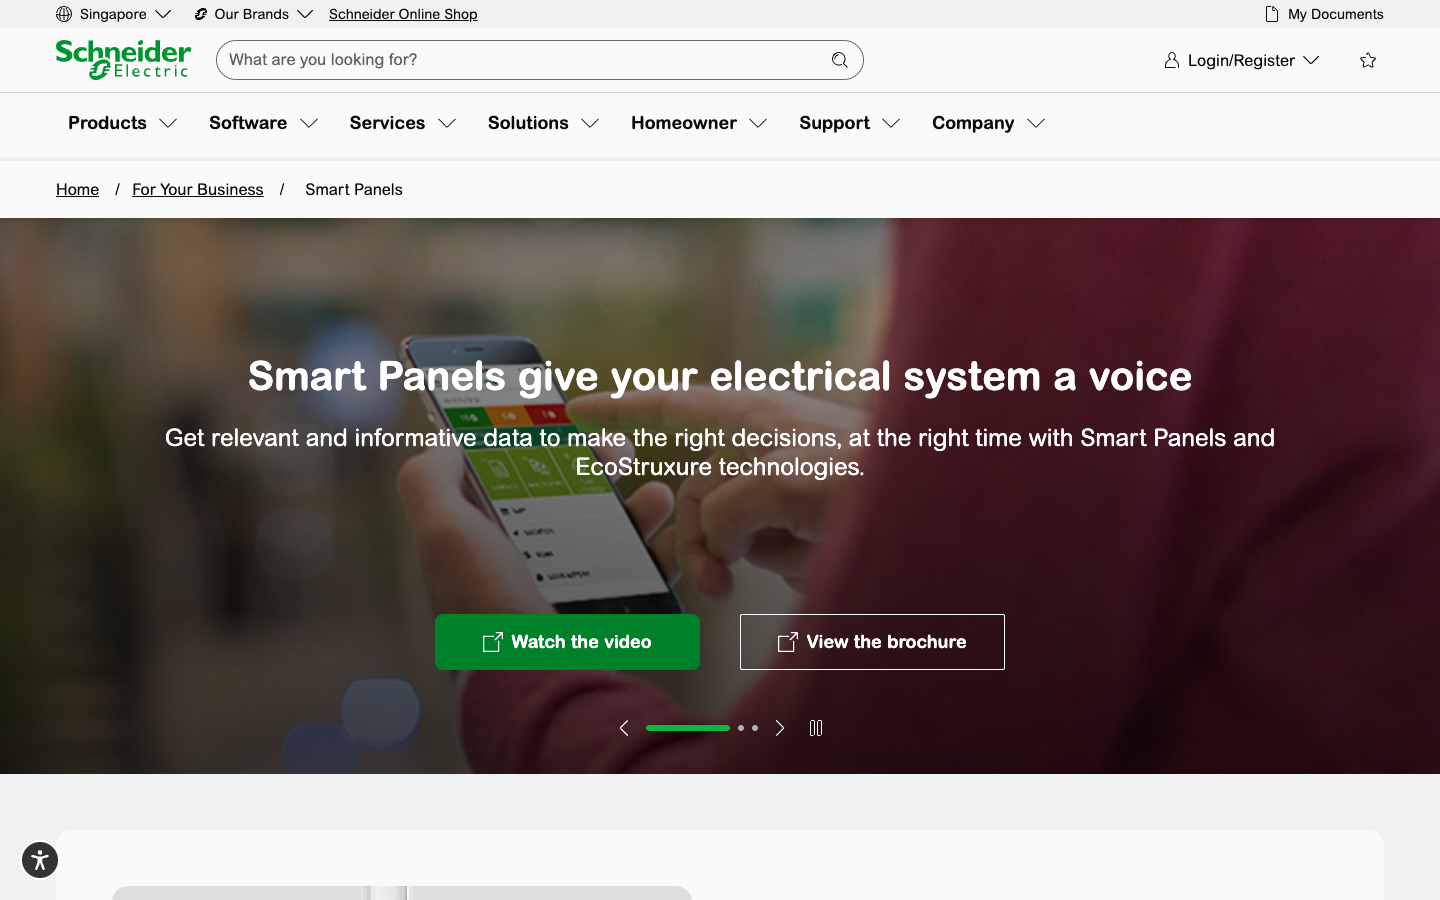 Singapore
Our Brands
Schneider Online Shop
My Documents
Schneider
Electric
What are you looking for?
Login/Register
Products
Software
Services
Solutions
Homeowner
Support
Company
Home / For Your Business / Smart Panels
Smart Panels give your electrical system a voice
Get relevant and informative data to make the right decisions, at the right time with Smart Panels and
EcoStruxure technologies.
Watch the video
View the brochure